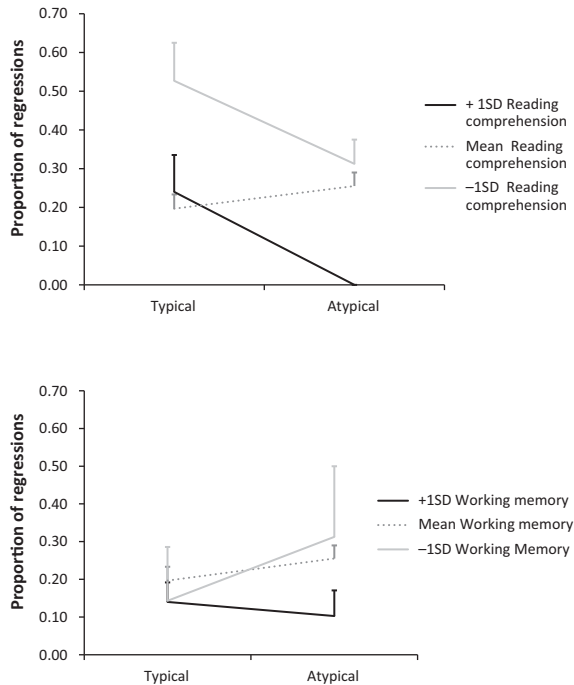 0.70
0.60
0.50
0.40
0.30
0.20
0.10
0.00
Proportion of regressions
Typical
Atypical
+ 1SD Reading
comprehension
Mean Reading
comprehension
–1SD Reading
comprehension
0.70
0.60
0.50
0.40
0.30
0.20
0.10
0.00
Proportion of regressions
Typical
Atypical
+1SD Working memory
Mean Working memory
–1SD Working Memory